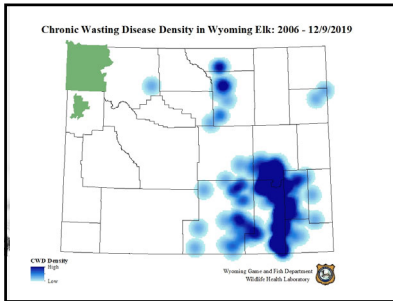 Chronic Wasting Disease Density in Wyoming Elk: 2006 - 12/9/2019
CWD Density
High
Low
Wyoming Game and Fish Department
Wildlife Health Laboratory